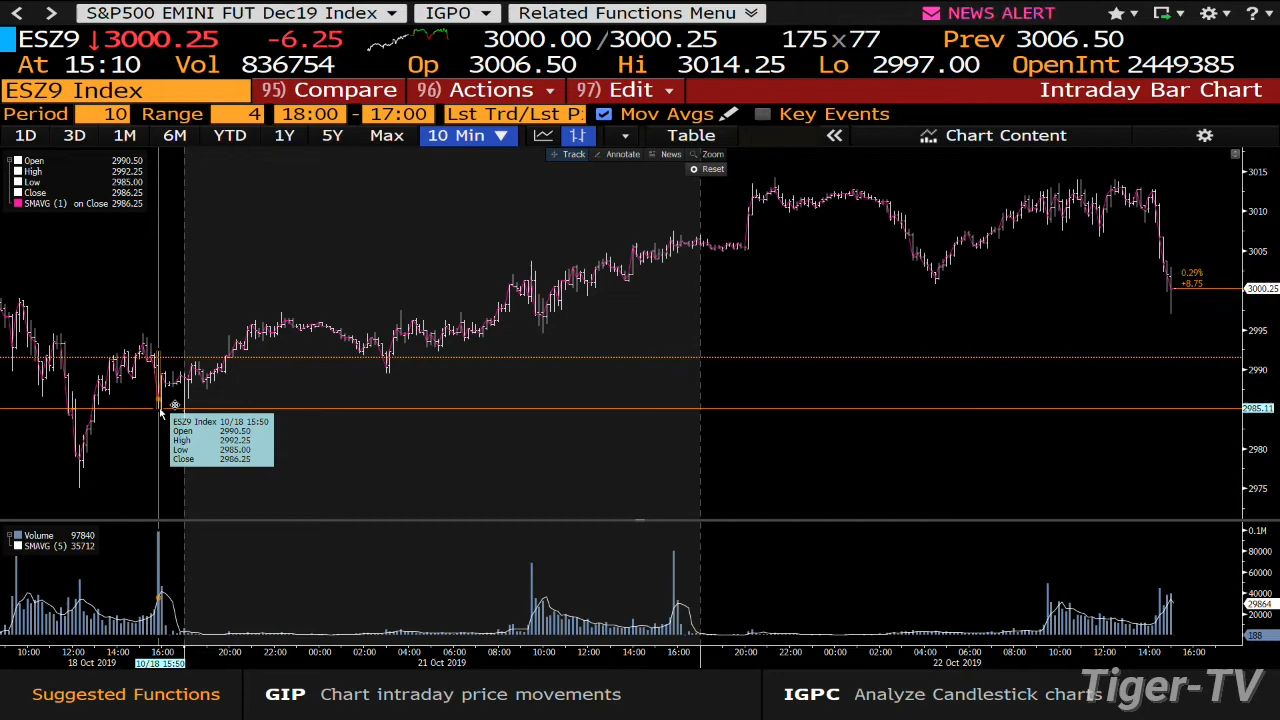 S&P500 EMINI FUT Dec19 Index IGPO Related Functions Menu NEWS ALERT
ESZ9 ↓3000.25 -6.25 3000.00/3000.25 175x77 Prev 3006.50
At 15:10 Vol 836754 Op 3006.50 Hi 3014.25 Lo 2997.00 OpenInt 2449385
ESZ9 Index 95) Compare 96) Actions 97) Edit Intraday Bar Chart
Period 10 Range 4 18:00 - 17:00 Lst Trd/Lst P Mov Avgs Key Events
1D 3D 1M 6M YTD 1Y 5Y Max 10 Min Table Chart Content
Track Annotate News Zoom
Reset
Open 2990.50
High 2992.25
Low 2985.00
Close 2986.25
SMAVG (1) on Close 2986.25
3015
3010
3005
0.29%
+8.75
3000.25
2995
2990
2985.11
2980
2975
ESZ9 Index 10/18 15:50
Open 2990.50
High 2992.25
Low 2985.00
Close 2986.25
Volume 97840
SMAVG (5) 35712
0.1M
80000
60000
40000
29864
20000
188
10:00 12:00 14:00 16:00 20:00 22:00 00:00 02:00 04:00 06:00 08:00 10:00 12:00 14:00 16:00 20:00 22:00 00:00 02:00 04:00 06:00 08:00 10:00 12:00 14:00 16:00
18 Oct 2019 10/18 15:50 21 Oct 2019 22 Oct 2019
Suggested Functions GIP Chart intraday price movements IGPC Analyze Candlestick charts
Tiger-TV